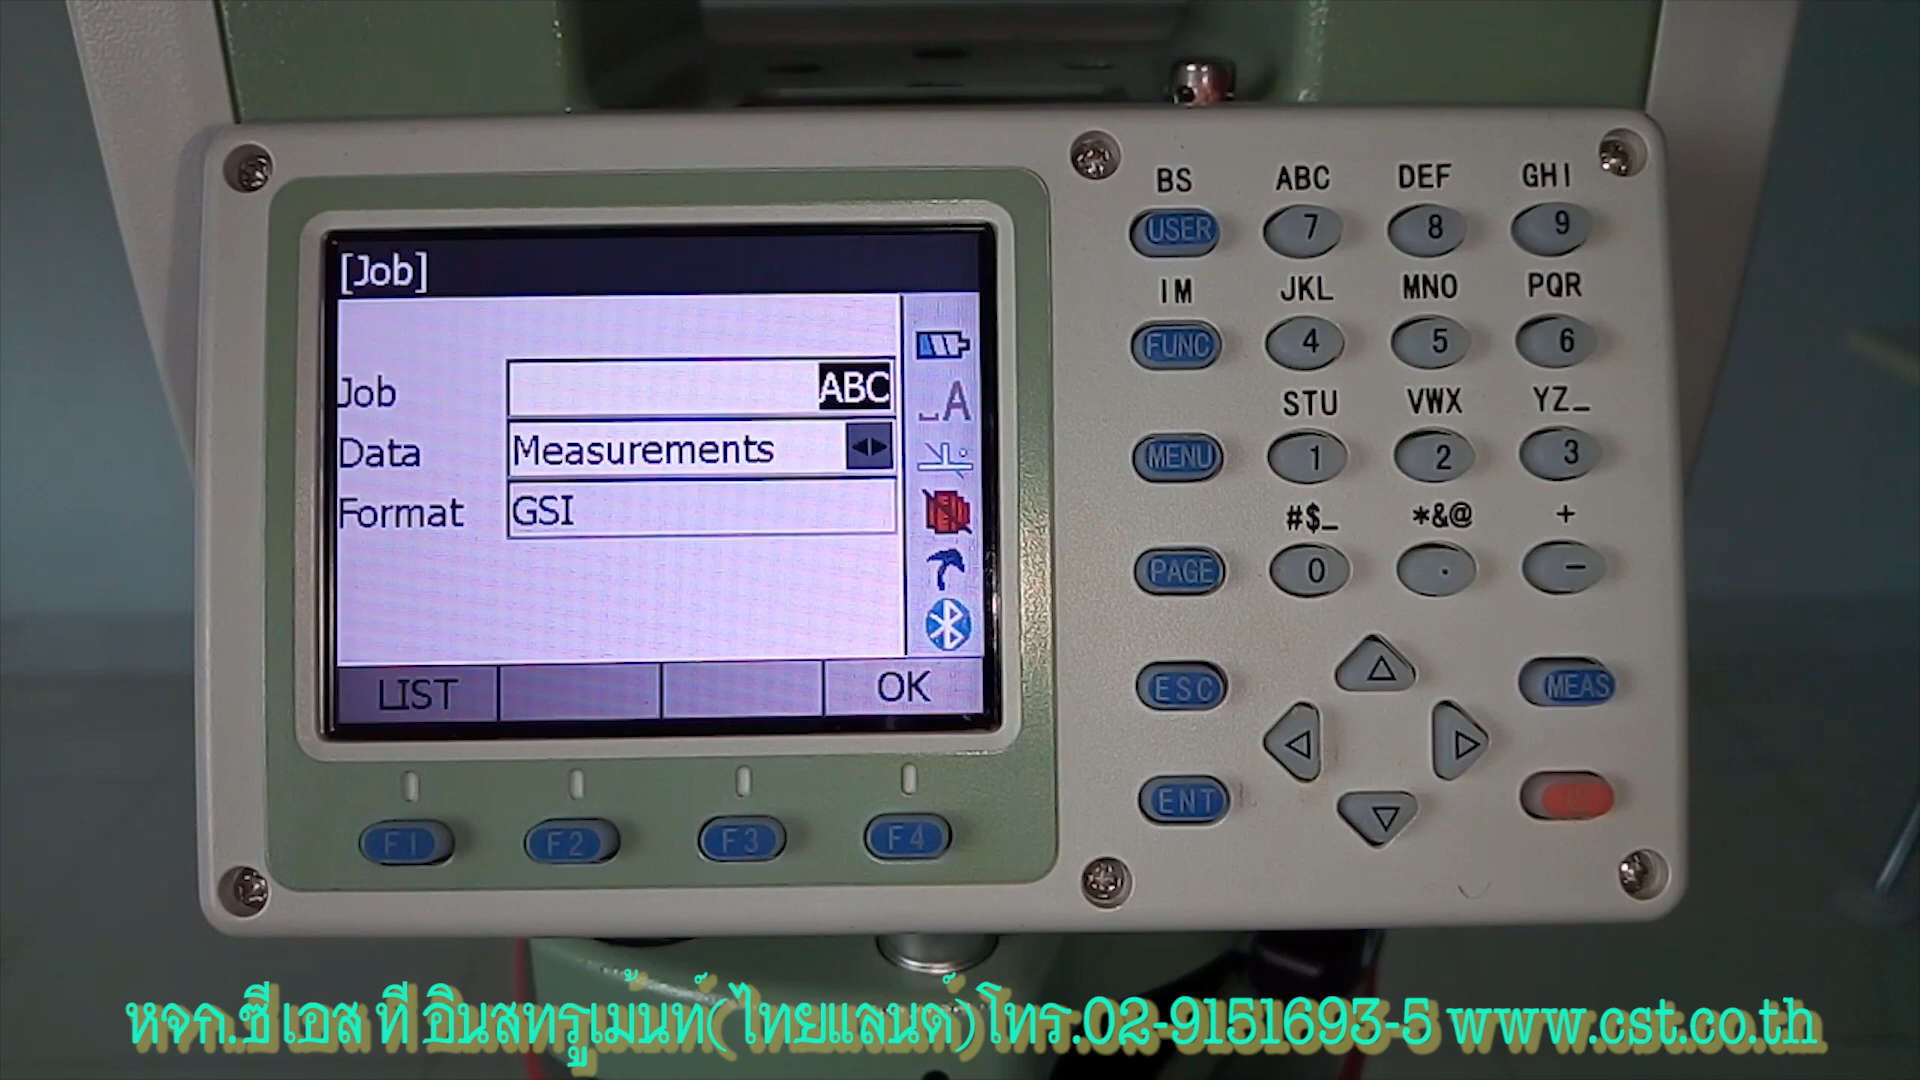 [Job]
Job ABC
Data Measurements
Format GSI
A
LIST OK
F1 F2 F3 F4
BS ABC DEF GHI
USER 7 8 9
IM JKL MNO PQR
FUNC 4 5 6
STU VWX YZ_
MENU 1 2 3
#$_ *&@ +
PAGE 0 . -
ESC MEAS
ENT
หจก.ซี เอส ที อินสทรูเม้นท์(ไทยแลนด์)โทร.02-9151693-5 www.cst.co.th